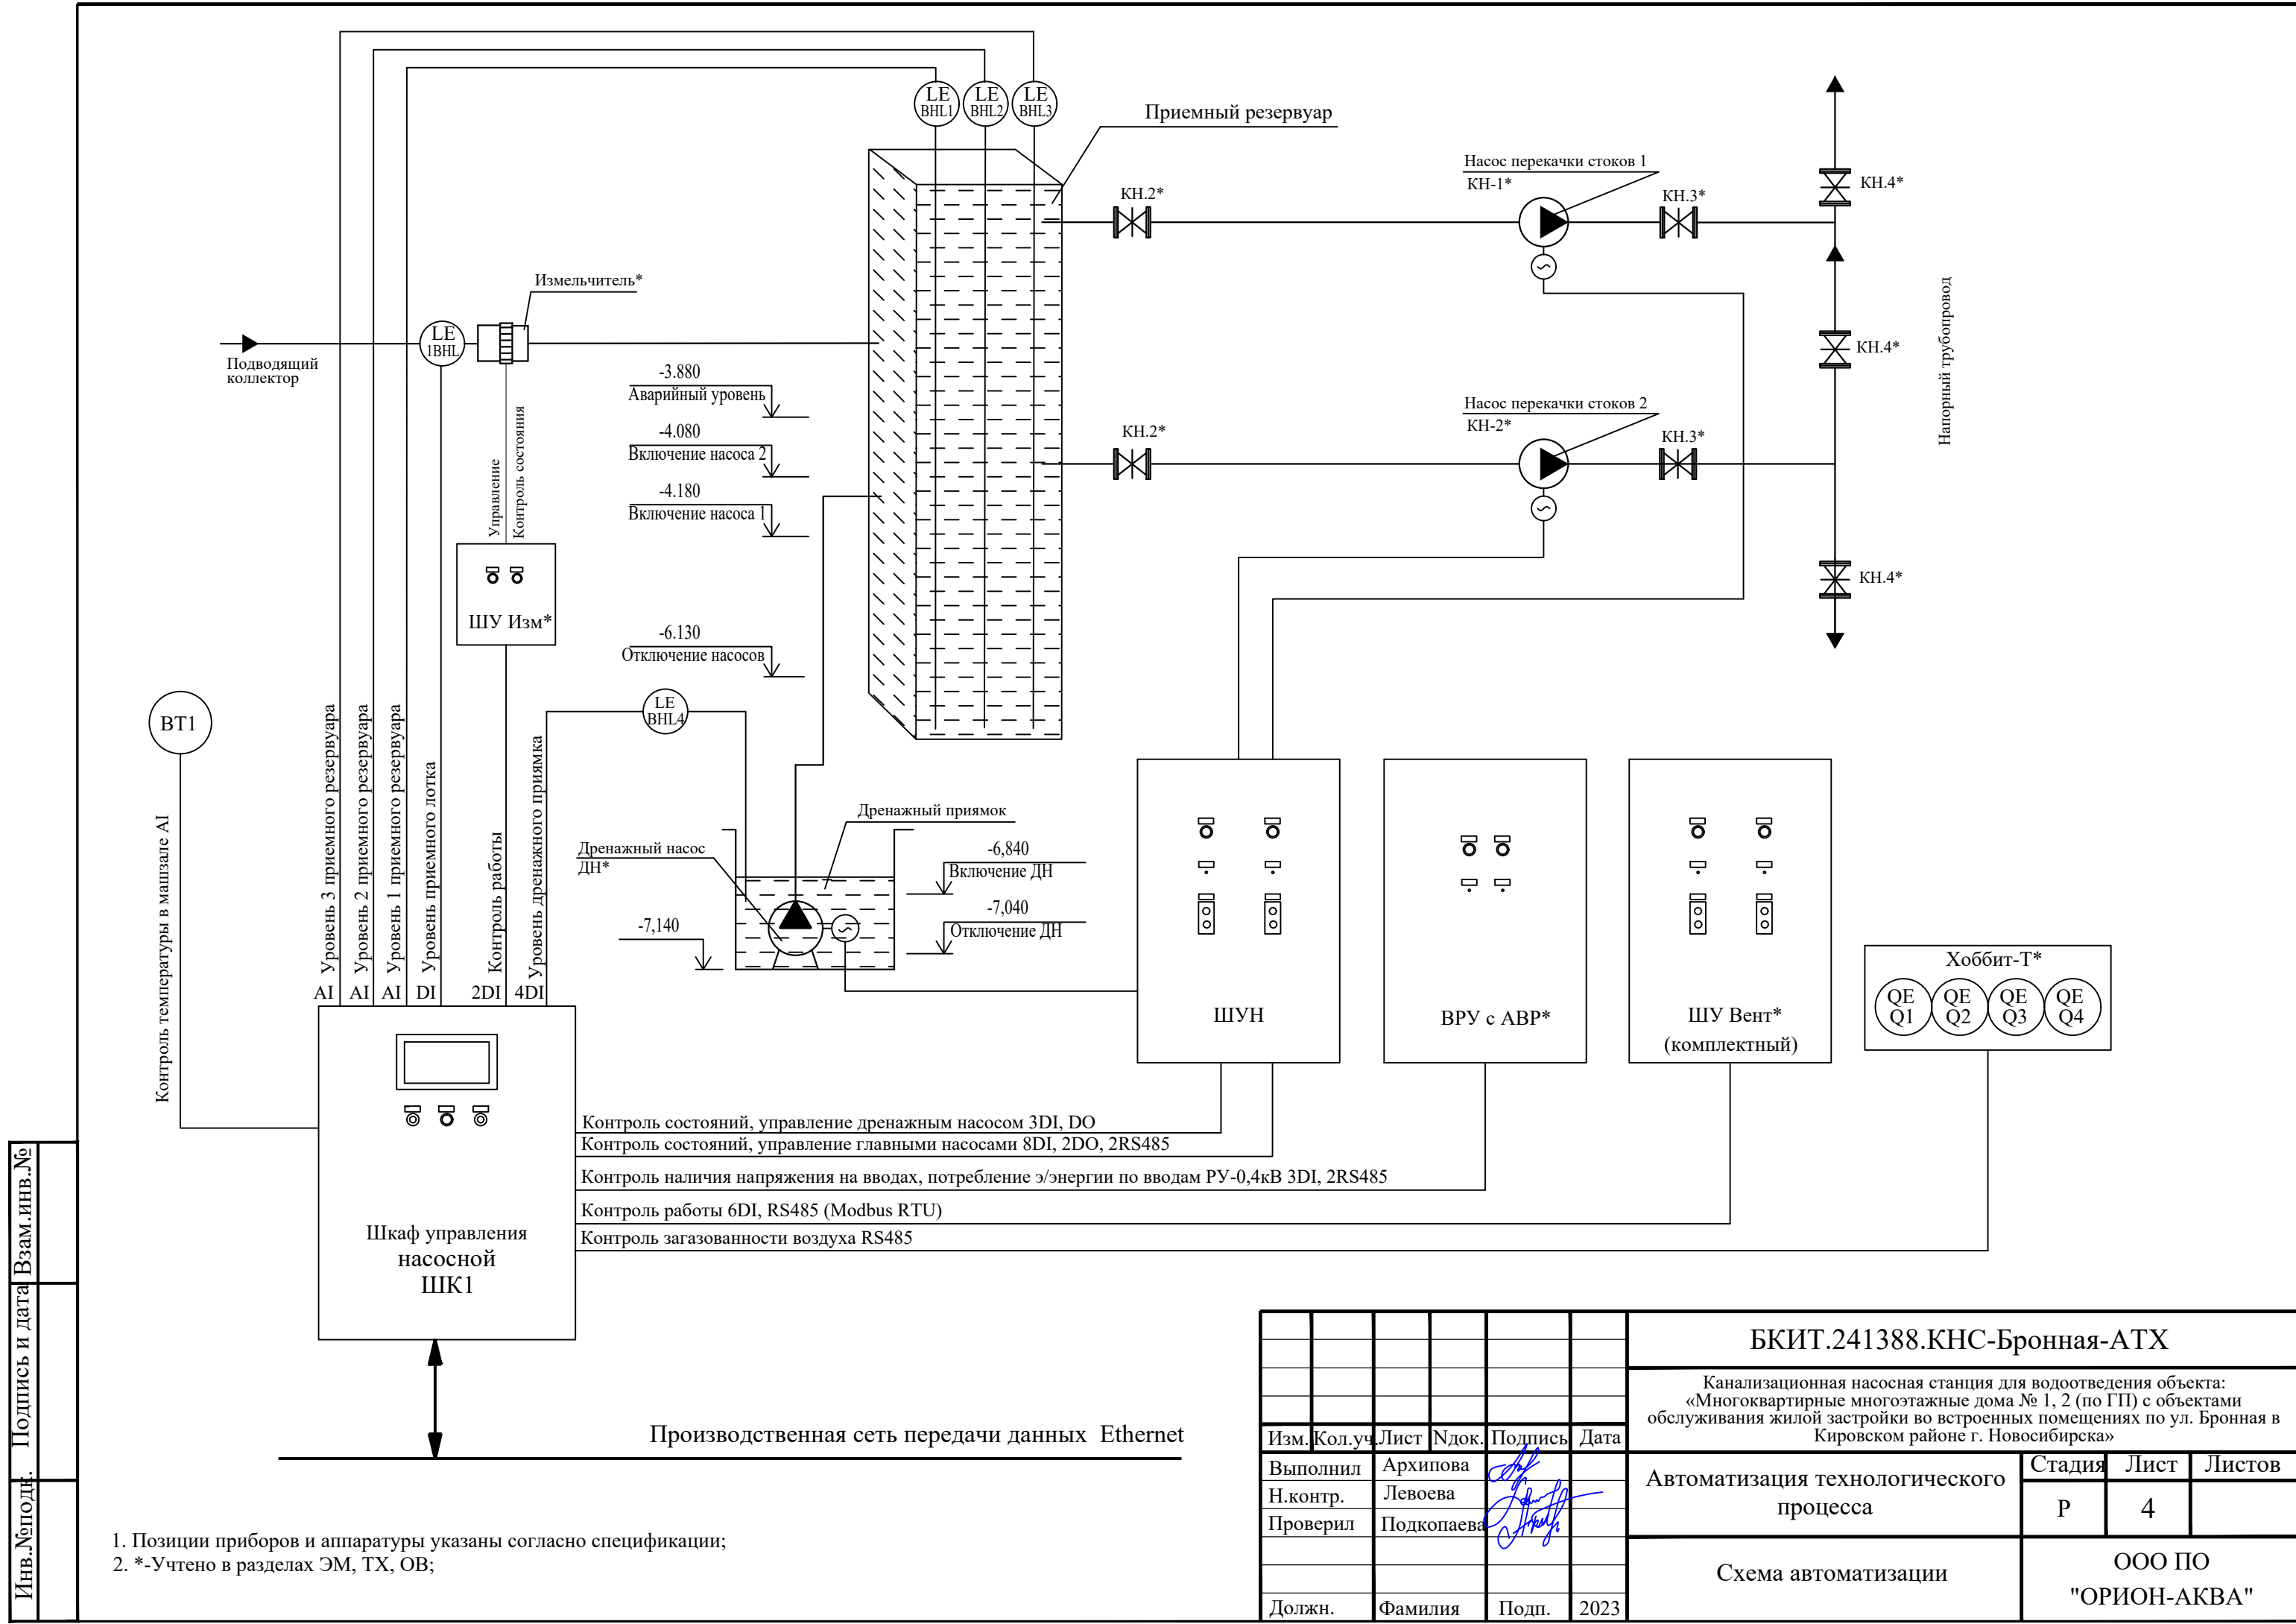 LE
BHL1
LE
BHL2
LE
BHL3
Приемный резервуар
Насос перекачки стоков 1
КН-1*
КН.2*
КН.3*
КН.4*
Измельчитель*
LE
1BHL
Подводящий
коллектор
Напорный трубопровод
КН.4*
-3.880
Аварийный уровень
-4.080
Включение насоса 2
-4.180
Включение насоса 1
-6.130
Отключение насосов
Насос перекачки стоков 2
КН-2*
КН.2*
КН.3*
КН.4*
Управление
Контроль состояния
ШУ Изм*
BT1
LE
BHL4
Контроль температуры в машзале AI
Уровень 3 приемного резервуара
Уровень 2 приемного резервуара
Уровень 1 приемного резервуара
Уровень приемного лотка
Контроль работы
Уровень дренажного приямка
AI AI AI DI 2DI 4DI
Дренажный приямок
Дренажный насос
ДН*
-6,840
Включение ДН
-7,040
Отключение ДН
-7,140
ШУН
ВРУ с АВР*
ШУ Вент*
(комплектный)
Хоббит-Т*
QE
Q1
QE
Q2
QE
Q3
QE
Q4
Контроль состояний, управление дренажным насосом 3DI, DO
Контроль состояний, управление главными насосами 8DI, 2DO, 2RS485
Контроль наличия напряжения на вводах, потребление э/энергии по вводам РУ-0,4кВ 3DI, 2RS485
Контроль работы 6DI, RS485 (Modbus RTU)
Контроль загазованности воздуха RS485
Шкаф управления
насосной
ШК1
Производственная сеть передачи данных Ethernet
1. Позиции приборов и аппаратуры указаны согласно спецификации;
2. *-Учтено в разделах ЭМ, ТХ, ОВ;
Взам.инв.№
Подпись и дата
Инв.№подк.
БКИТ.241388.КНС-Бронная-АТХ
Канализационная насосная станция для водоотведения объекта:
«Многоквартирные многоэтажные дома № 1, 2 (по ГП) с объектами
обслуживания жилой застройки во встроенных помещениях по ул. Бронная в
Кировском районе г. Новосибирска»
Изм. Кол.уч. Лист Nдок. Подпись Дата
Выполнил Архипова
Н.контр. Левоева
Проверил Подкопаева
Должн. Фамилия Подп. 2023
Автоматизация технологического
процесса
Стадия Лист Листов
Р 4
Схема автоматизации
ООО ПО
"ОРИОН-АКВА"